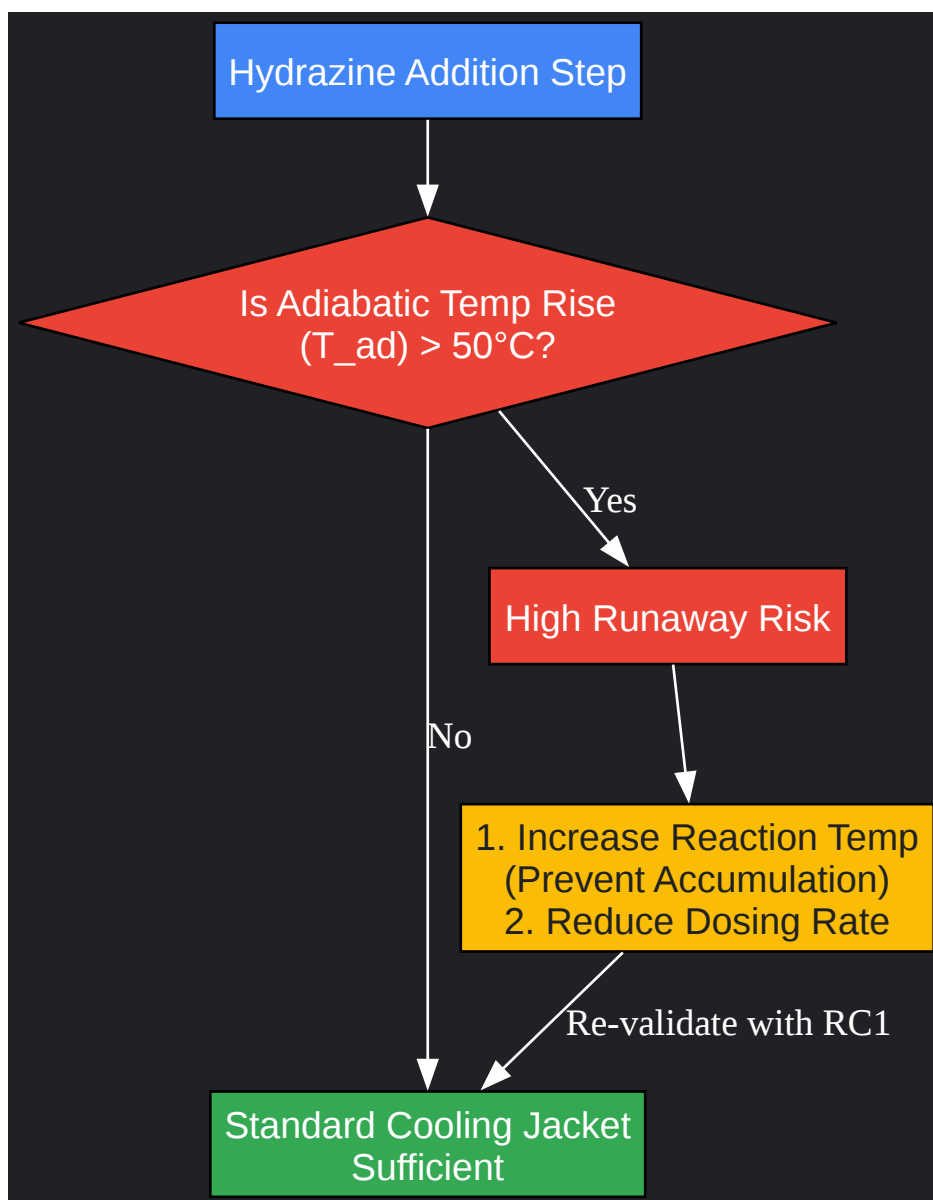 Hydrazine Addition Step
Is Adiabatic Temp Rise
(T_ad) > 50°C?
Yes
High Runaway Risk
No
1. Increase Reaction Temp
(Prevent Accumulation)
2. Reduce Dosing Rate
Re-validate with RC1
Standard Cooling Jacket
Sufficient